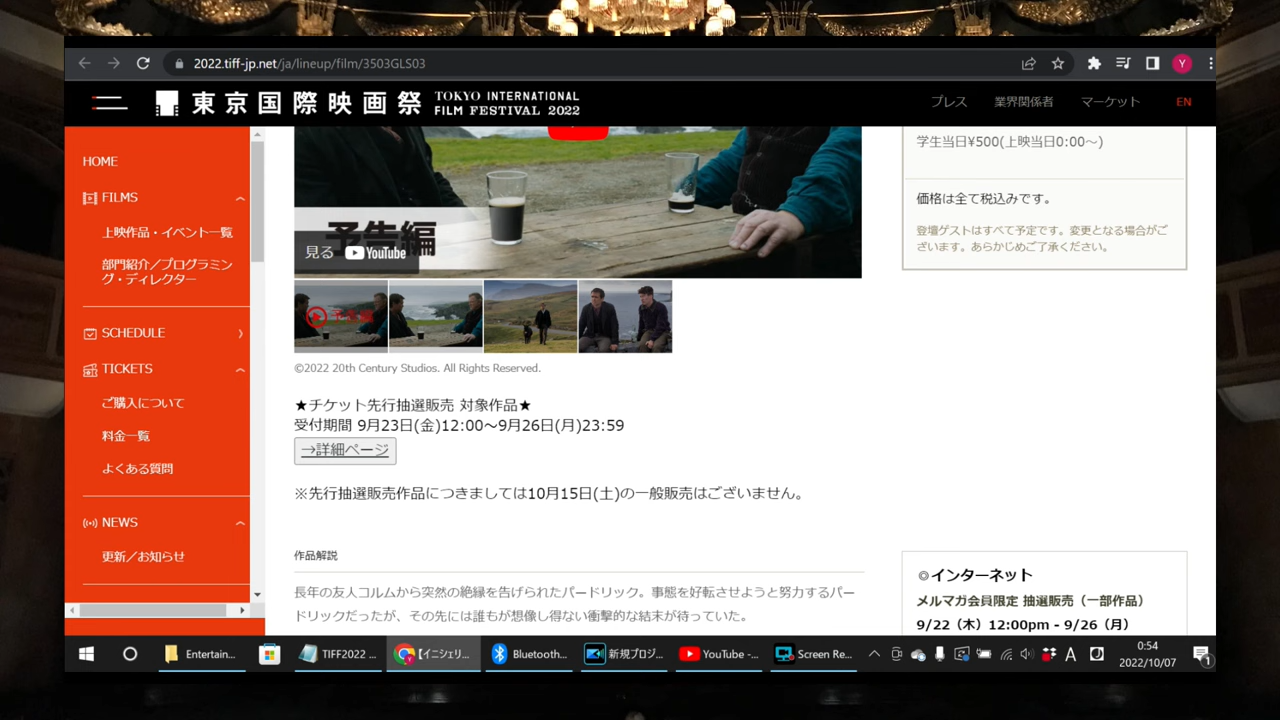 2022.tiff-jp.net/ja/lineup/film/3503GLS03
Y
東京国際映画祭
TOKYO INTERNATIONAL
FILM FESTIVAL 2022
プレス
業界関係者
マーケット
EN
HOME
FILMS
上映作品・イベント一覧
部門紹介／プログラミン
グ・ディレクター
SCHEDULE
TICKETS
ご購入について
料金一覧
よくある質問
NEWS
更新／お知らせ
予告編
見る YouTube
予告編
©2022 20th Century Studios. All Rights Reserved.
★チケット先行抽選販売 対象作品★
受付期間 9月23日(金)12:00～9月26日(月)23:59
→詳細ページ
※先行抽選販売作品につきましては10月15日(土)の一般販売はございません。
作品解説
長年の友人コルムから突然の絶縁を告げられたパードリック。事態を好転させようと努力するパー
ドリックだったが、その先には誰もが想像し得ない衝撃的な結末が待っていた。
学生当日¥500(上映当日0:00～)
価格は全て税込みです。
登壇ゲストはすべて予定です。変更となる場合がご
ざいます。あらかじめご了承ください。
◎インターネット
メルマガ会員限定 抽選販売（一部作品）
9/22（木）12:00pm - 9/26（月）
Entertain...
TIFF2022 ...
【イニシェリ...
Bluetooth...
新規プロジ...
YouTube -...
Screen Re...
A
0:54
2022/10/07
1